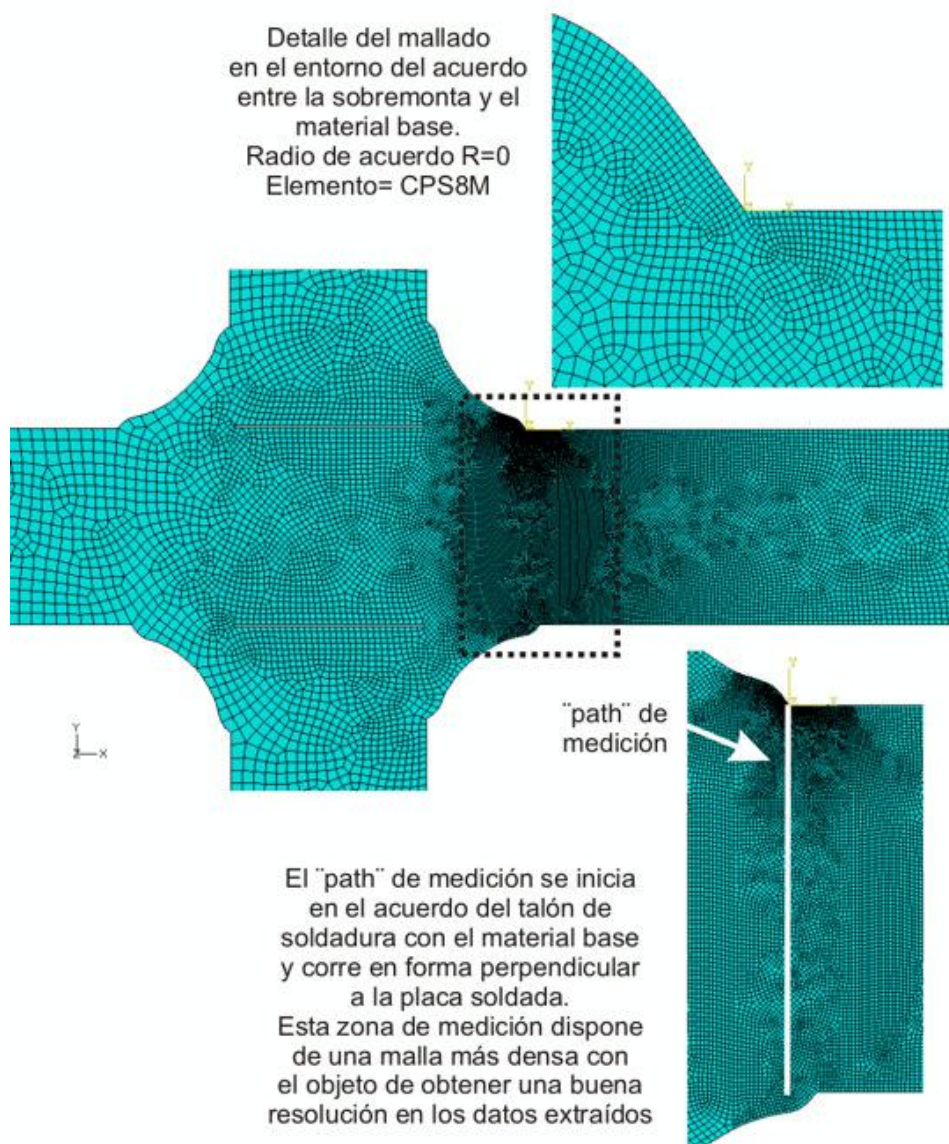 Detalle del mallado
en el entorno del acuerdo
entre la sobremonta y el
material base.
Radio de acuerdo R=0
Elemento= CPS8M
Y
Z
X
¨path¨ de
medición
El ¨path¨ de medición se inicia
en el acuerdo del talón de
soldadura con el material base
y corre en forma perpendicular
a la placa soldada.
Esta zona de medición dispone
de una malla más densa con
el objeto de obtener una buena
resolución en los datos extraídos